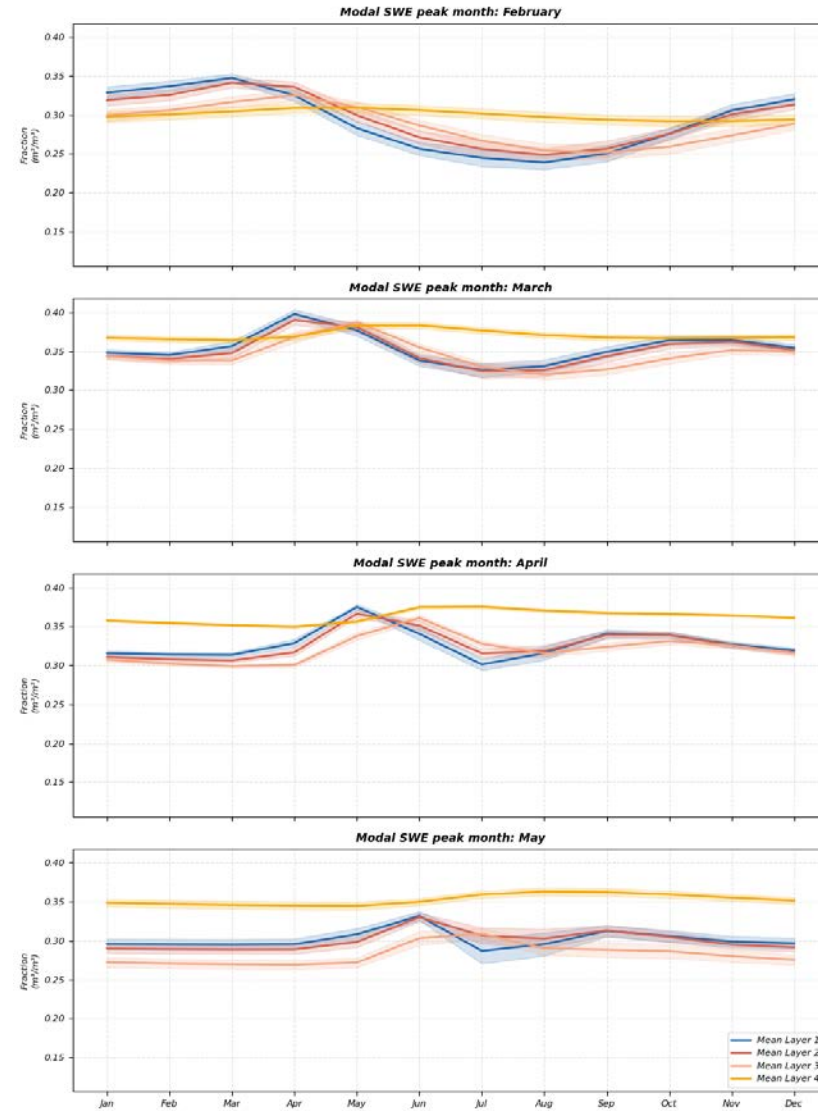 Modal SWE peak month: February
0.40
0.35
0.30
0.25
0.20
0.15
Fraction
(m³/m³)
Modal SWE peak month: March
0.40
0.35
0.30
0.25
0.20
0.15
Fraction
(m³/m³)
Modal SWE peak month: April
0.40
0.35
0.30
0.25
0.20
0.15
Fraction
(m³/m³)
Modal SWE peak month: May
0.40
0.35
0.30
0.25
0.20
0.15
Fraction
(m³/m³)
Mean Layer 1
Mean Layer 2
Mean Layer 3
Mean Layer 4
Jan Feb Mar Apr May Jun Jul Aug Sep Oct Nov Dec